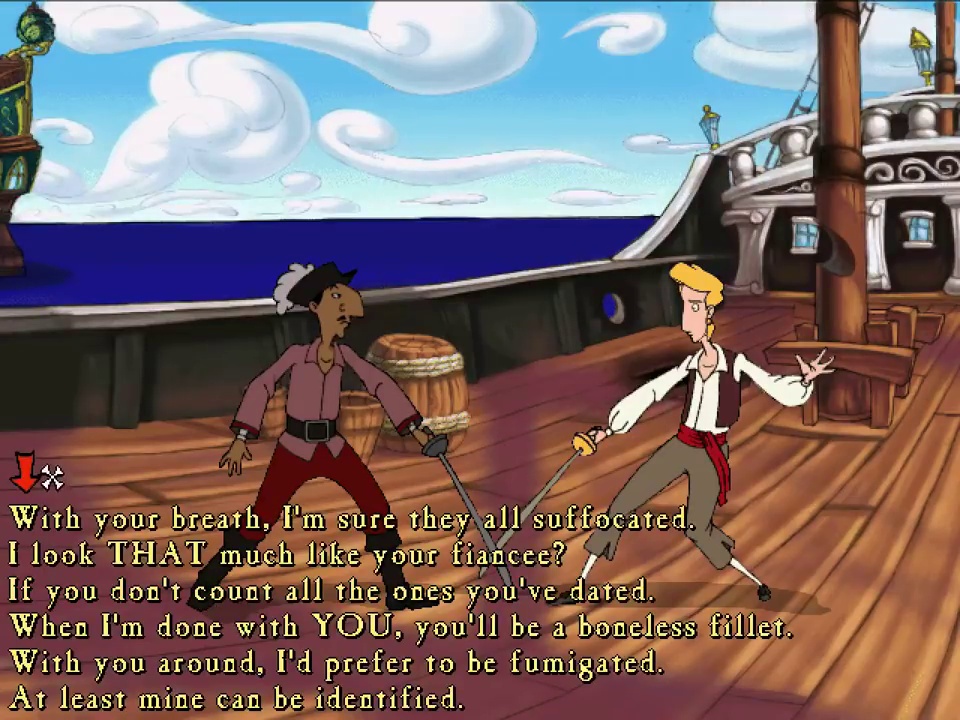 With your breath, I'm sure they all suffocated.
I look THAT much like your fiancee?
If you don't count all the ones you've dated.
When I'm done with YOU, you'll be a boneless fillet.
With you around, I'd prefer to be fumigated.
At least mine can be identified.